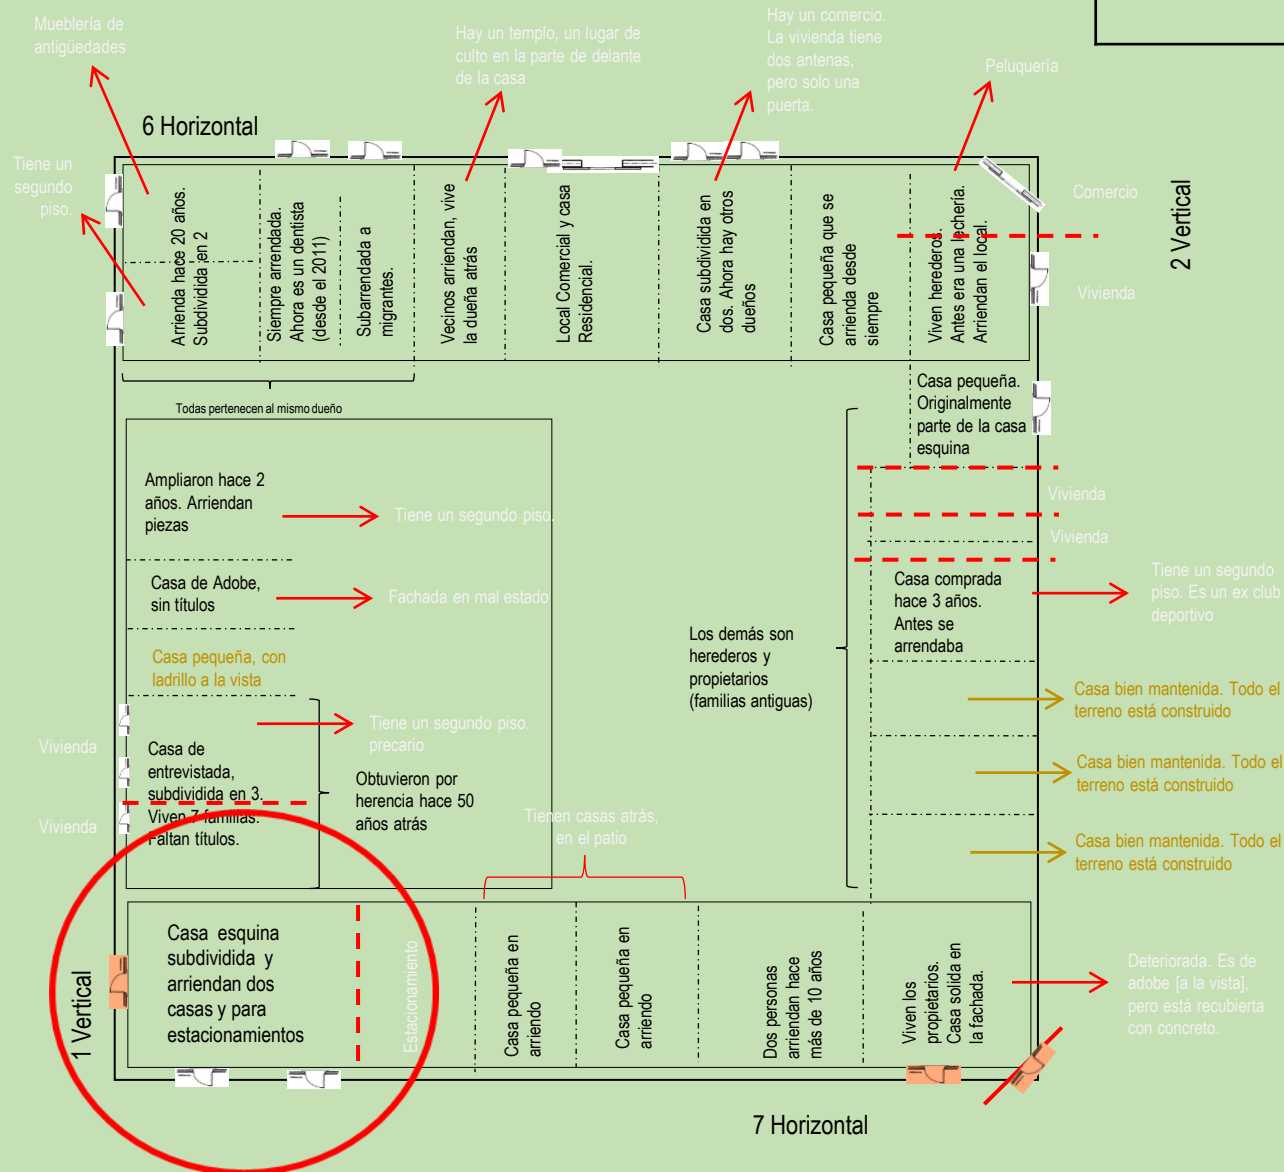 Mueblería de
antigüedades
Hay un templo, un lugar de
culto en la parte de delante
de la casa
Hay un comercio.
La vivienda tiene
dos antenas,
pero solo una
puerta.
Peluquería
6 Horizontal
Tiene un
segundo
piso.
Arrienda hace 20 años.
Subdividida en 2
Siempre arrendada.
Ahora es un dentista
(desde el 2011)
Subarrendada a
migrantes.
Vecinos arriendan, vive
la dueña atrás
Local Comercial y casa
Residencial.
Casa subdividida en
dos. Ahora hay otros
dueños
Casa pequeña que se
arrienda desde
siempre
Viven herederos.
Antes era una lechería.
Arriendan el local.
Comercio
2 Vertical
Vivienda
Todas pertenecen al mismo dueño
Casa pequeña.
Originalmente
parte de la casa
esquina
Ampliaron hace 2
años. Arriendan
piezas
Tiene un segundo piso.
Vivienda
Vivienda
Casa de Adobe,
sin títulos
Fachada en mal estado
Casa comprada
hace 3 años.
Antes se
arrendaba
Tiene un segundo
piso. Es un ex club
deportivo
Los demás son
herederos y
propietarios
(familias antiguas)
Casa pequeña, con
ladrillo a la vista
Casa bien mantenida. Todo el
terreno está construido
Tiene un segundo piso.
precario
Vivienda
Casa de
entrevistada,
subdividida en 3.
Viven 7 familias.
Faltan títulos.
Vivienda
Obtuvieron por
herencia hace 50
años atrás
Casa bien mantenida. Todo el
terreno está construido
Tienen casas atrás,
en el patio
Casa bien mantenida. Todo el
terreno está construido
1 Vertical
Casa esquina
subdividida y
arriendan dos
casas y para
estacionamientos
Estacionamiento
Casa pequeña en
arriendo
Casa pequeña en
arriendo
Dos personas
arriendan hace
más de 10 años
Viven los
propietarios.
Casa solida en
la fachada.
Deteriorada. Es de
adobe [a la vista],
pero está recubierta
con concreto.
7 Horizontal